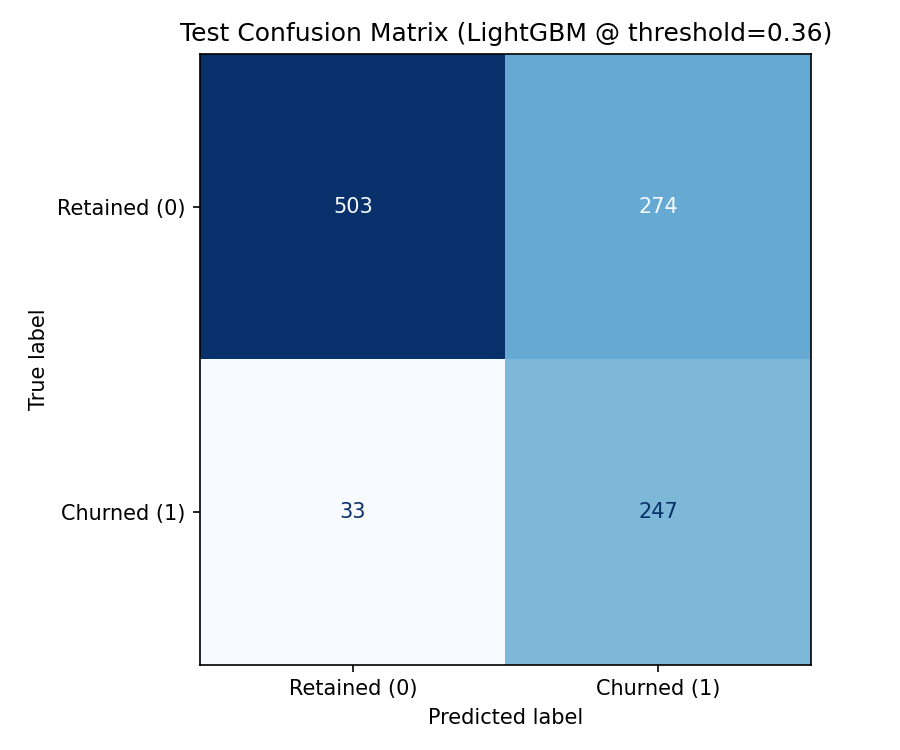 Test Confusion Matrix (LightGBM @ threshold=0.36)
Retained (0)
503
274
True label
Churned (1)
33
247
Retained (0)
Churned (1)
Predicted label